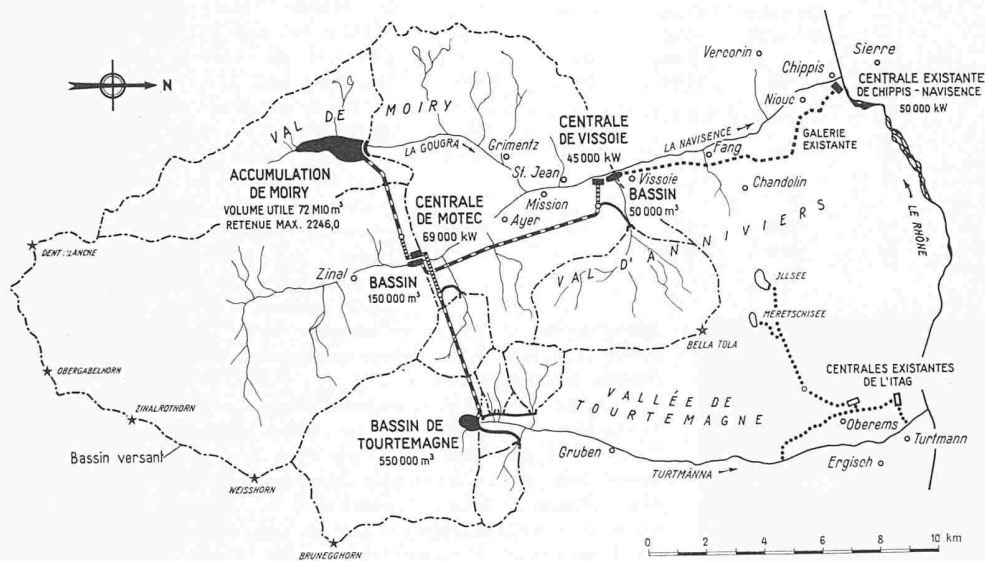 N
VAL DE MOIRY
LA GOUGRA
Grimentz
St. Jean
Mission
Ayer
ACCUMULATION
DE MOIRY
VOLUME UTILE 72 MIO m³
RETENUE MAX. 2246,0
CENTRALE
DE MOTEC
69 000 kW
CENTRALE
DE VISSOIE
45 000 kW
Vercorin
Sierre
Chippis
CENTRALE EXISTANTE
DE CHIPPIS - NAVISENCE
50 000 kW
Niouc
LA NAVISENCE
GALERIE
EXISTANTE
Fang
Vissoie
BASSIN
50 000 m³
Chandolin
LE RHÔNE
VAL D'ANNIVIERS
Zinal
BASSIN
150 000 m³
DENT BLANCHE
OBERGABELHORN
ZINALROTHORN
Bassin versant
WEISSHORN
BRUNEGGHORN
BELLA TOLA
JLLSEE
MERETSCHISEE
CENTRALES EXISTANTES
DE L'ITAG
VALLÉE DE
TOURTEMAGNE
BASSIN DE
TOURTEMAGNE
550 000 m³
Gruben
TURTMÄNNA
Oberems
Turtmann
Ergisch
0 2 4 6 8 10 km